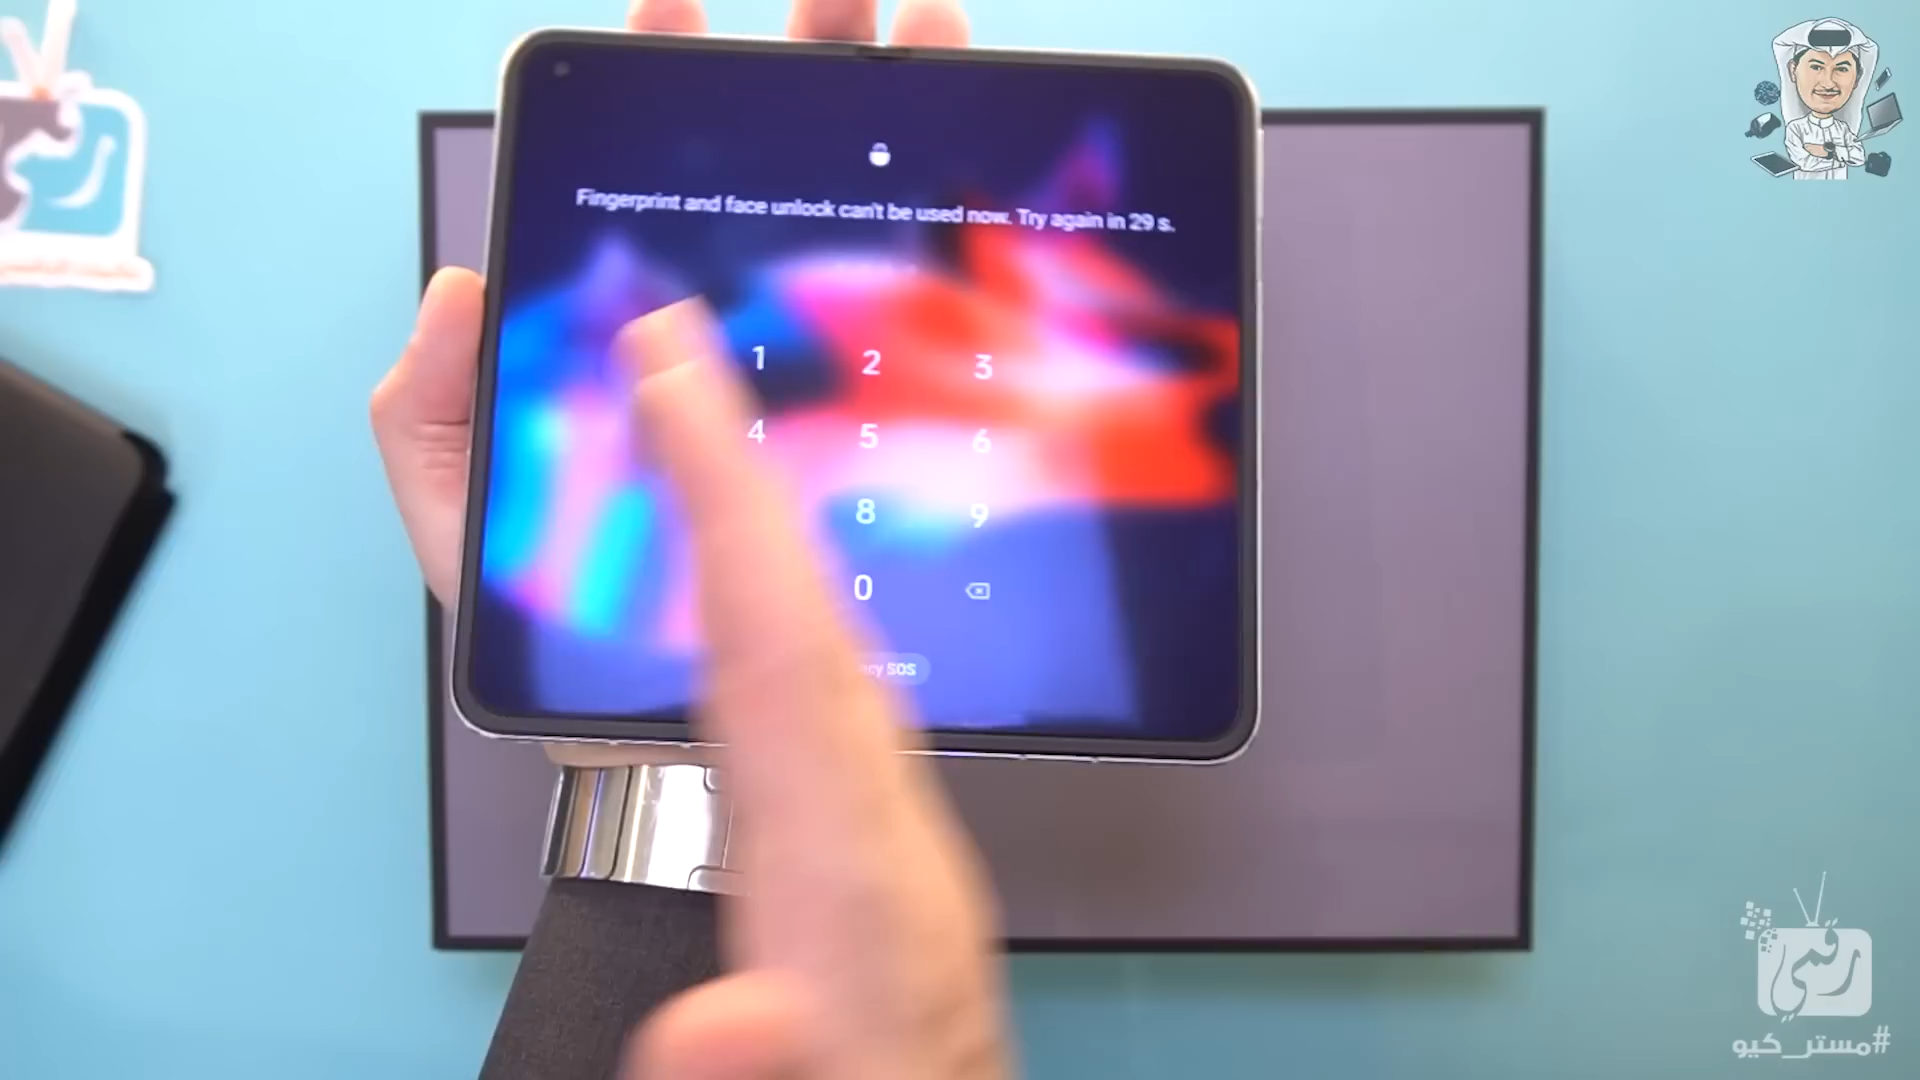 Fingerprint and face unlock can't be used now. Try again in 29 s.
1 2 3
4 5 6
8 9
0
SOS
رقمي
#مستر_كيو